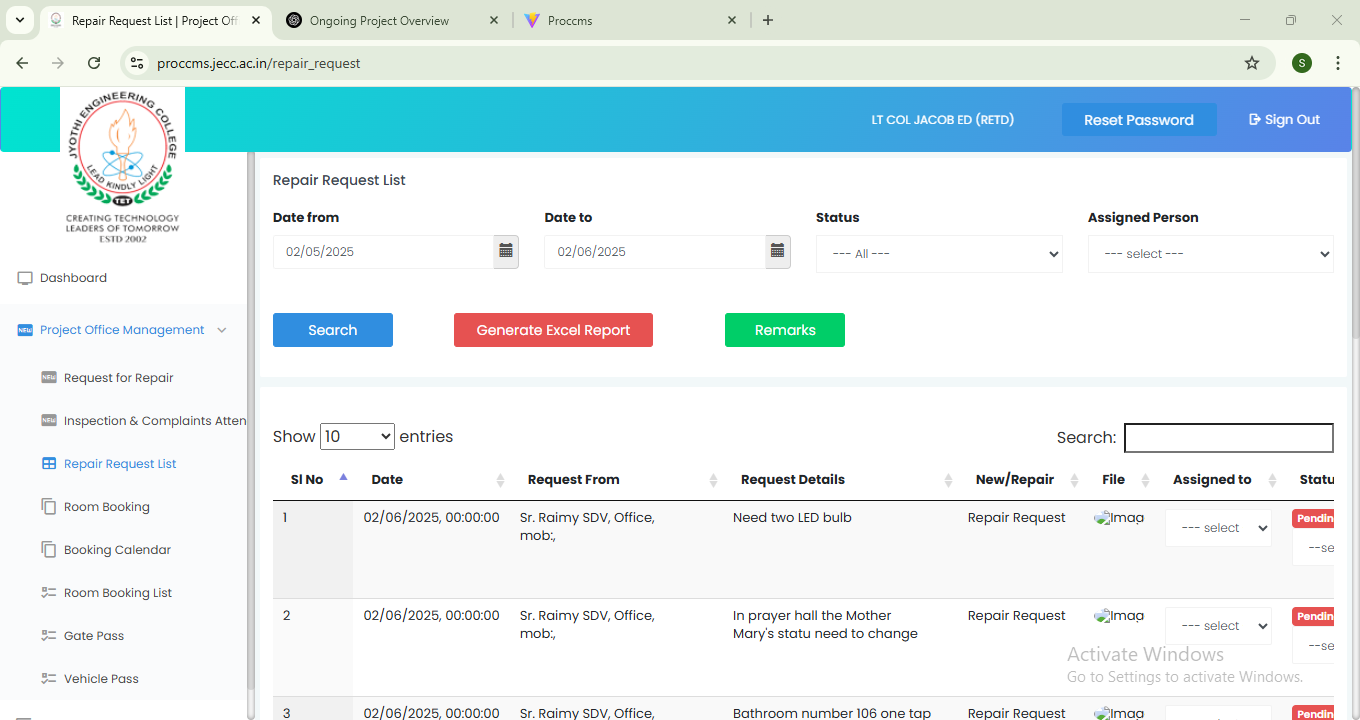 Repair Request List | Project Off
Ongoing Project Overview
Proccms
proccms.jecc.ac.in/repair_request
S
JYOTHI ENGINEERING COLLEGE
LEAD KINDLY LIGHT
CREATING TECHNOLOGY
LEADERS OF TOMORROW
ESTD 2002
LT COL JACOB ED (RETD)
Reset Password
Sign Out
Dashboard
NEW Project Office Management
NEW Request for Repair
NEW Inspection & Complaints Atten
Repair Request List
Room Booking
Booking Calendar
Room Booking List
Gate Pass
Vehicle Pass
Repair Request List
Date from Date to Status Assigned Person
02/05/2025 02/06/2025 --- All --- --- select ---
Search Generate Excel Report Remarks
Show 10 entries Search:
Sl No Date Request From Request Details New/Repair File Assigned to Statu
1 02/06/2025, 00:00:00 Sr. Raimy SDV, Office, Need two LED bulb Repair Request Imag --- select Pendin
mob:, --se
2 02/06/2025, 00:00:00 Sr. Raimy SDV, Office, In prayer hall the Mother Repair Request Imag --- select Pendin
mob:, Mary's statu need to change --se
3 02/06/2025, 00:00:00 Sr. Raimy SDV, Office, Bathroom number 106 one tap Repair Request Imag Pendin
Activate Windows
Go to Settings to activate Windows.